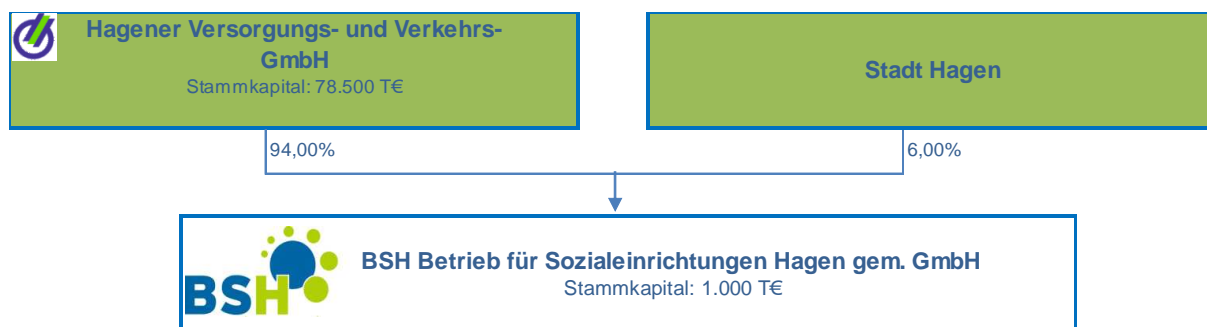 Hagener Versorgungs- und Verkehrs-
GmbH
Stammkapital: 78.500 T€
Stadt Hagen
94,00%
6,00%
BSH
BSH Betrieb für Sozialeinrichtungen Hagen gem. GmbH
Stammkapital: 1.000 T€